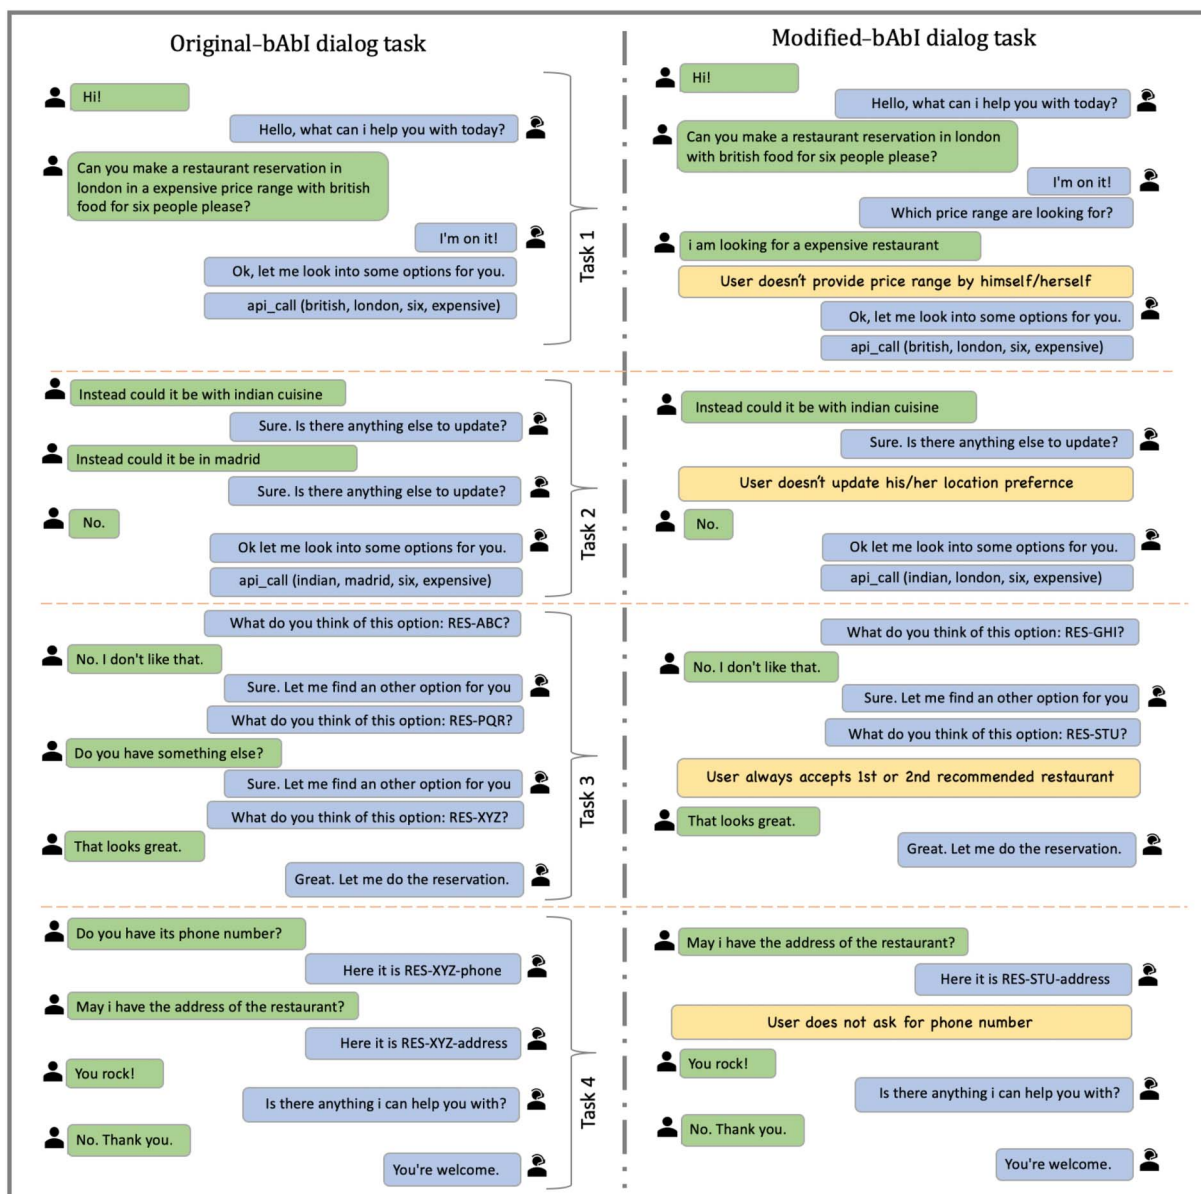 Original–bAbI dialog task
Hi!
Hello, what can i help you with today?
Can you make a restaurant reservation in
london in a expensive price range with british
food for six people please?
I'm on it!
Ok, let me look into some options for you.
api_call (british, london, six, expensive)
Task 1
Instead could it be with indian cuisine
Sure. Is there anything else to update?
Instead could it be in madrid
Sure. Is there anything else to update?
No.
Ok let me look into some options for you.
api_call (indian, madrid, six, expensive)
Task 2
What do you think of this option: RES-ABC?
No. I don't like that.
Sure. Let me find an other option for you
What do you think of this option: RES-PQR?
Do you have something else?
Sure. Let me find an other option for you
What do you think of this option: RES-XYZ?
That looks great.
Great. Let me do the reservation.
Task 3
Do you have its phone number?
Here it is RES-XYZ-phone
May i have the address of the restaurant?
Here it is RES-XYZ-address
You rock!
Is there anything i can help you with?
No. Thank you.
You're welcome.
Task 4
Modified–bAbI dialog task
Hi!
Hello, what can i help you with today?
Can you make a restaurant reservation in london
with british food for six people please?
I'm on it!
Which price range are looking for?
i am looking for a expensive restaurant
User doesn't provide price range by himself/herself
Ok, let me look into some options for you.
api_call (british, london, six, expensive)
Instead could it be with indian cuisine
Sure. Is there anything else to update?
User doesn't update his/her location prefernce
No.
Ok let me look into some options for you.
api_call (indian, london, six, expensive)
What do you think of this option: RES-GHI?
No. I don't like that.
Sure. Let me find an other option for you
What do you think of this option: RES-STU?
User always accepts 1st or 2nd recommended restaurant
That looks great.
Great. Let me do the reservation.
May i have the address of the restaurant?
Here it is RES-STU-address
User does not ask for phone number
You rock!
Is there anything i can help you with?
No. Thank you.
You're welcome.